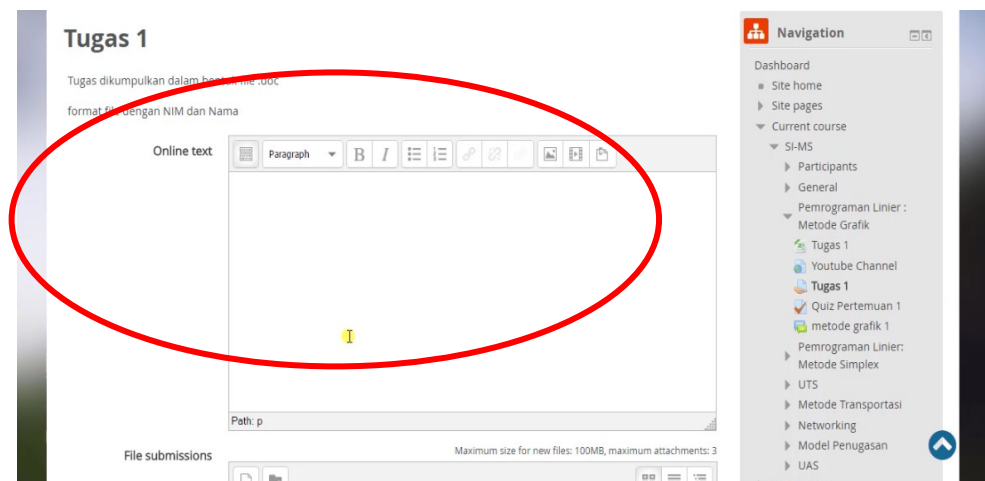 Tugas 1
Tugas dikumpulkan dalam bentuk file .doc
format file dengan NIM dan Nama
Online text
Paragraph
B I
Path: p
File submissions
Maximum size for new files: 100MB, maximum attachments: 3
Navigation
Dashboard
Site home
Site pages
Current course
SI-MS
Participants
General
Pemrograman Linier :
Metode Grafik
Tugas 1
Youtube Channel
Tugas 1
Quiz Pertemuan 1
metode grafik 1
Pemrograman Linier:
Metode Simplex
UTS
Metode Transportasi
Networking
Model Penugasan
UAS